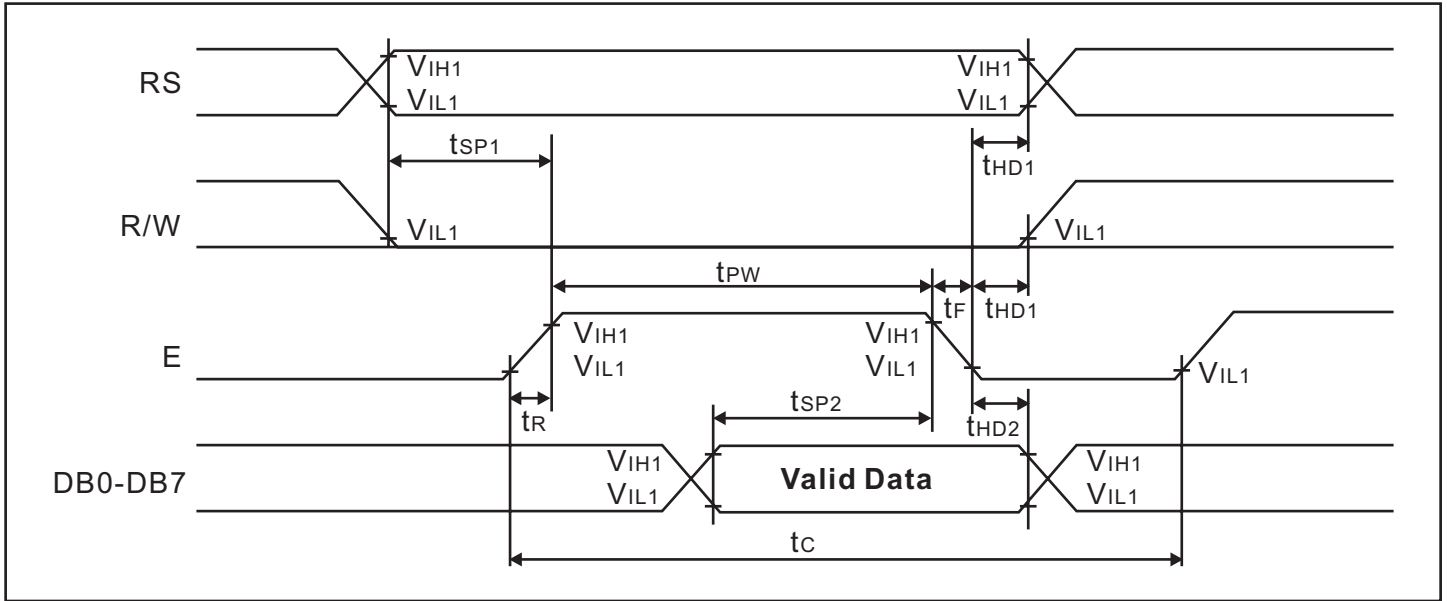 RS
VIH1 VIH1
VIL1 VIL1
tSP1 tHD1
R/W VIL1 VIL1
tPW tF tHD1
E VIH1 VIH1
VIL1 VIL1 VIL1
tR tSP2 tHD2
DB0-DB7 VIH1 Valid Data VIH1
VIL1 VIL1
tC